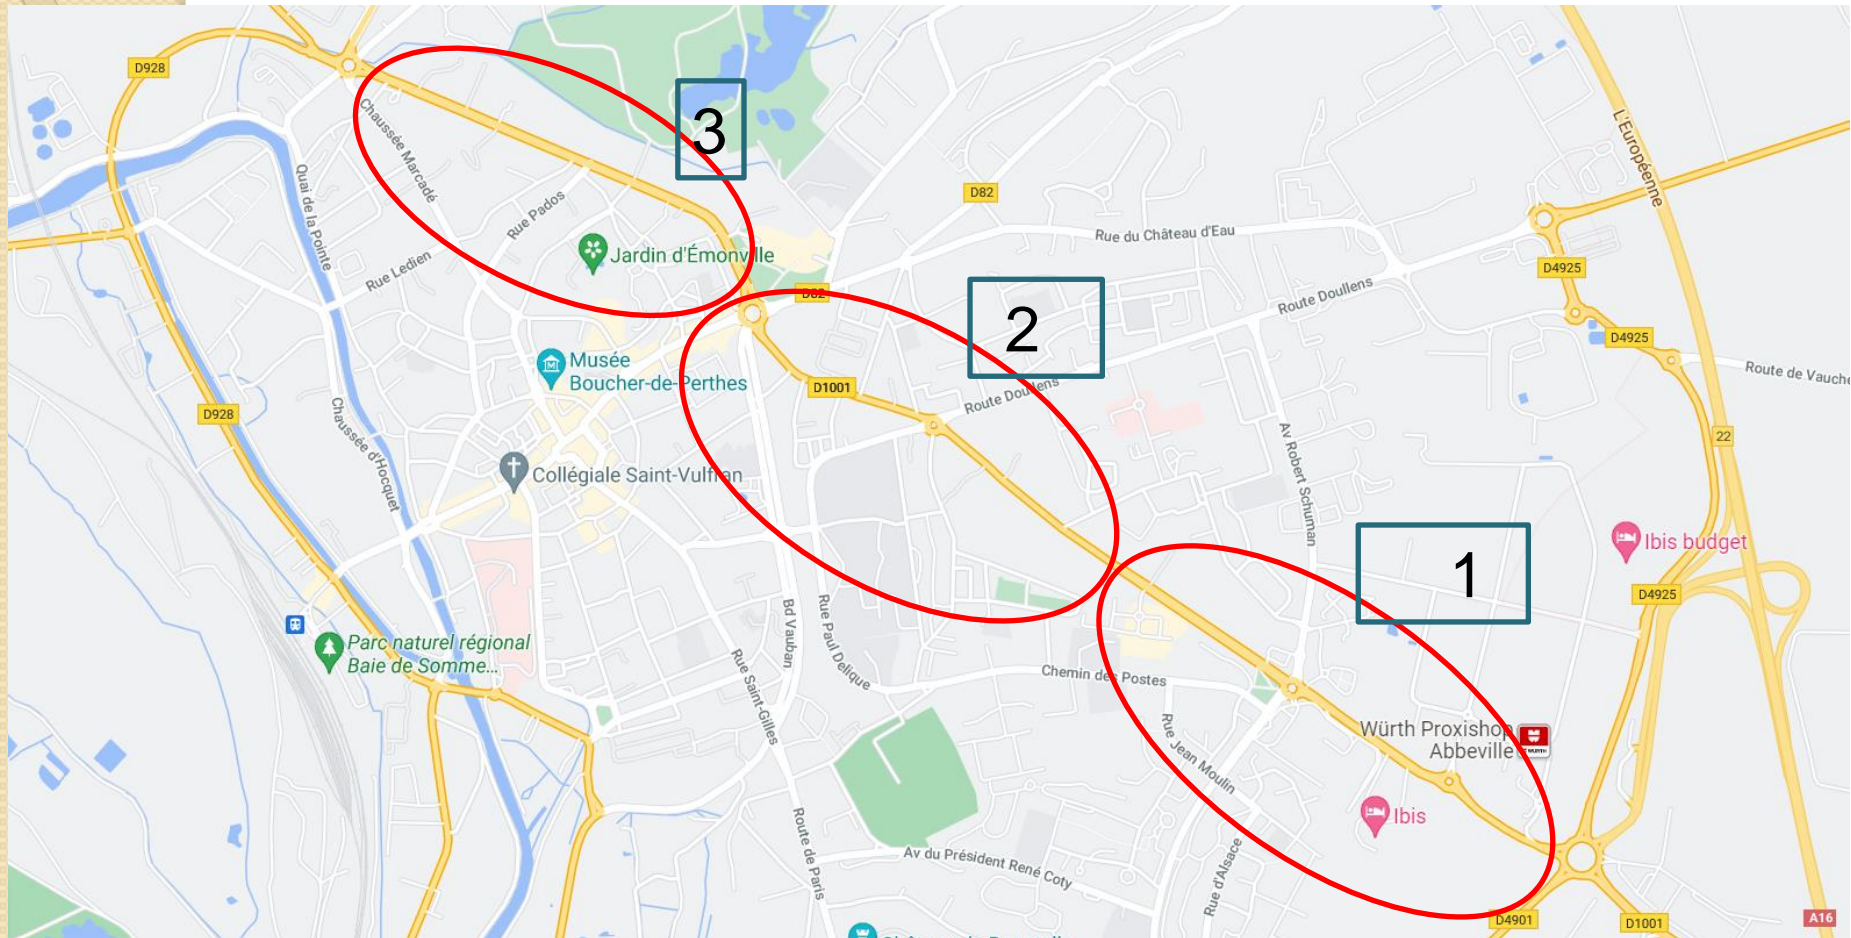 D928
3
Chaussée Marcadé
L'Européenne
Quai de la Pointe
Rue Pados
D82
Rue du Château d'Eau
Jardin d'Émonville
Rue Ledien
D4925
D82
Route Doullens
2
D4925
Musée
Boucher-de-Perthes
D1001
Route Doullens
Route de Vauche
D928
Chaussée d'Hocquet
22
Collégiale Saint-Vulfran
Av Robert Schuman
1
Ibis budget
D4925
Bd Vauban
Rue Paul Delique
Parc naturel régional
Baie de Somme...
Rue Saint-Gilles
Chemin des Postes
Rue Jean Moulin
Würth Proxishop
Abbeville
WÜRTH
Ibis
Route de Paris
Av du Président René Coty
Rue d'Alsace
D4901
D1001
A16